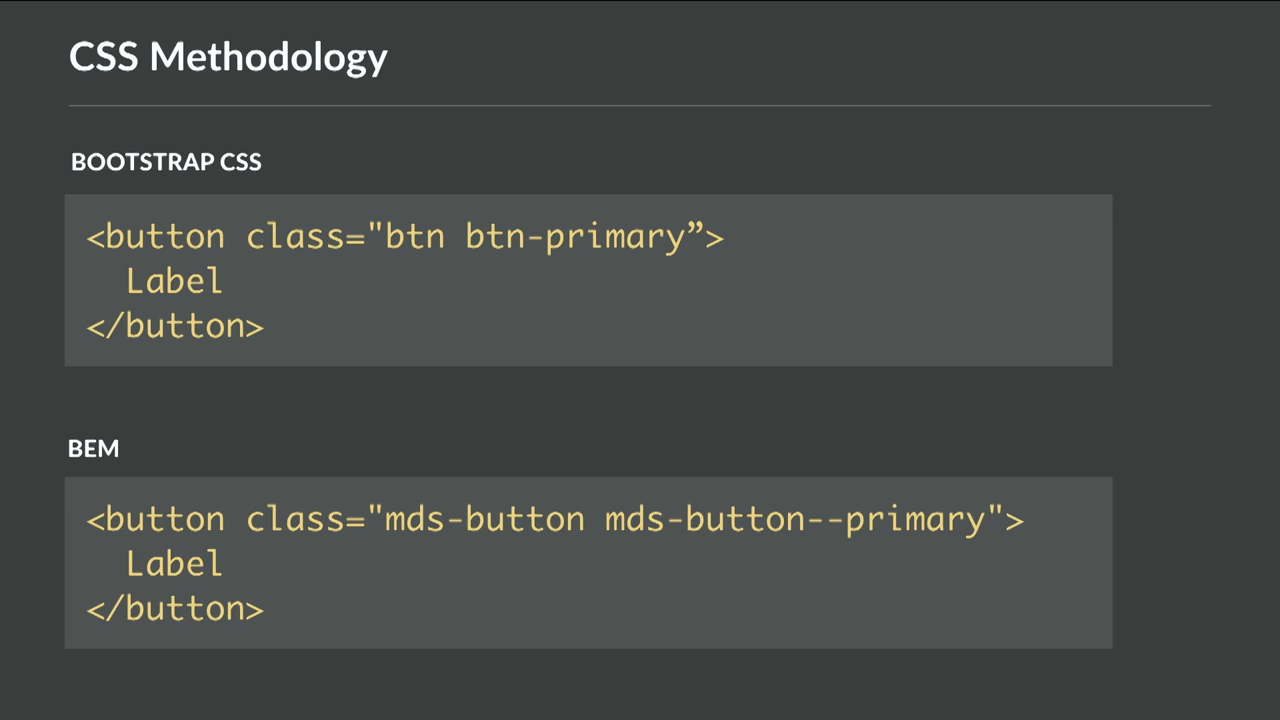 CSS Methodology
BOOTSTRAP CSS
<button class="btn btn-primary”>
  Label
</button>
BEM
<button class="mds-button mds-button--primary">
  Label
</button>